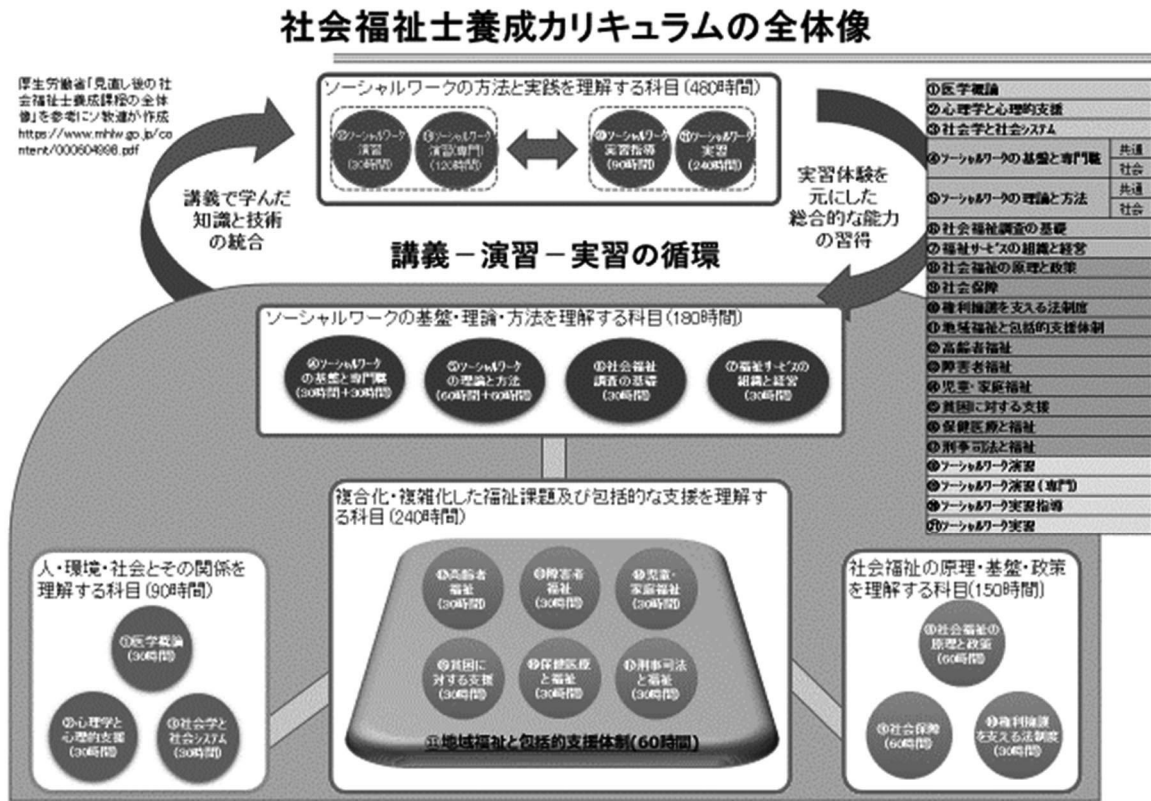 社会福祉士養成カリキュラムの全体像
厚生労働省「見直し後の社
会福祉士養成課程の全体
像」を参考にソ教連が作成
https://www.mhlw.go.jp/co
ntent/000604998.pdf
ソーシャルワークの方法と実践を理解する科目(480時間)
⑱ソーシャルワーク
演習
(30時間)
⑲ソーシャルワーク
演習(専門)
(120時間)
⑳ソーシャルワーク
実習指導
(90時間)
㉑ソーシャルワーク
実習
(240時間)
講義で学んだ
知識と技術
の統合
実習体験を
元にした
総合的な能力
の習得
講義－演習－実習の循環
ソーシャルワークの基盤・理論・方法を理解する科目(180時間)
④ソーシャルワーク
の基盤と専門職
(30時間+30時間)
⑤ソーシャルワーク
の理論と方法
(60時間+60時間)
⑥社会福祉
調査の基礎
(30時間)
⑦福祉サービスの
組織と経営
(30時間)
複合化・複雑化した福祉課題及び包括的な支援を理解す
る科目(240時間)
⑫高齢者
福祉
(30時間)
⑬障害者
福祉
(30時間)
⑭児童・
家庭福祉
(30時間)
⑮貧困に
対する支援
(30時間)
⑯保健医療
と福祉
(30時間)
⑰刑事司法
と福祉
(30時間)
⑪地域福祉と包括的支援体制(60時間)
人・環境・社会とその関係を
理解する科目(90時間)
①医学概論
(30時間)
②心理学と
心理的支援
(30時間)
③社会学と
社会システム
(30時間)
社会福祉の原理・基盤・政策
を理解する科目(150時間)
⑧社会福祉の
原理と政策
(60時間)
⑨社会保障
(60時間)
⑩権利擁護
を支える法制度
(30時間)
①医学概論
②心理学と心理的支援
③社会学と社会システム
④ソーシャルワークの基盤と専門職
共通
社会
⑤ソーシャルワークの理論と方法
共通
社会
⑥社会福祉調査の基礎
⑦福祉サービスの組織と経営
⑧社会福祉の原理と政策
⑨社会保障
⑩権利擁護を支える法制度
⑪地域福祉と包括的支援体制
⑫高齢者福祉
⑬障害者福祉
⑭児童・家庭福祉
⑮貧困に対する支援
⑯保健医療と福祉
⑰刑事司法と福祉
⑱ソーシャルワーク演習
⑲ソーシャルワーク演習(専門)
⑳ソーシャルワーク実習指導
㉑ソーシャルワーク実習